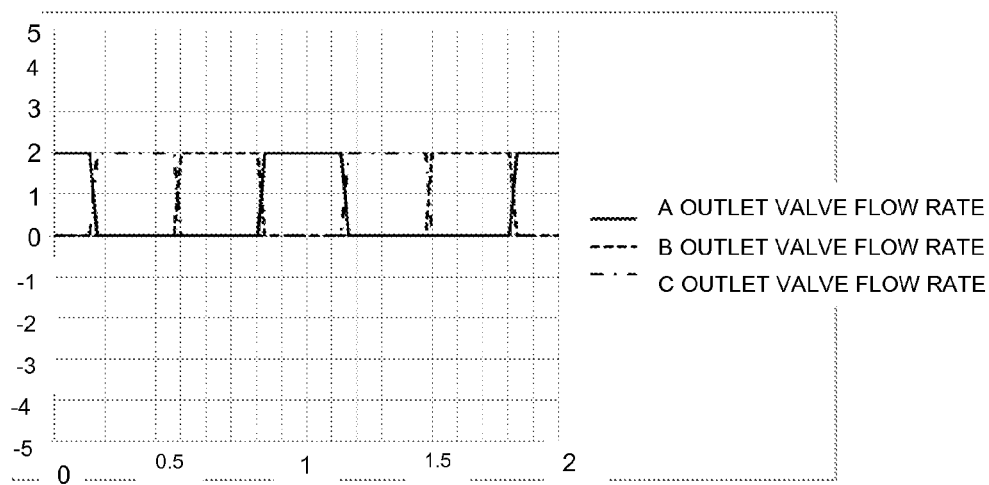 5
4
3
2
1
0
-1
-2
-3
-4
-5
0 0.5 1 1.5 2
A OUTLET VALVE FLOW RATE
B OUTLET VALVE FLOW RATE
C OUTLET VALVE FLOW RATE